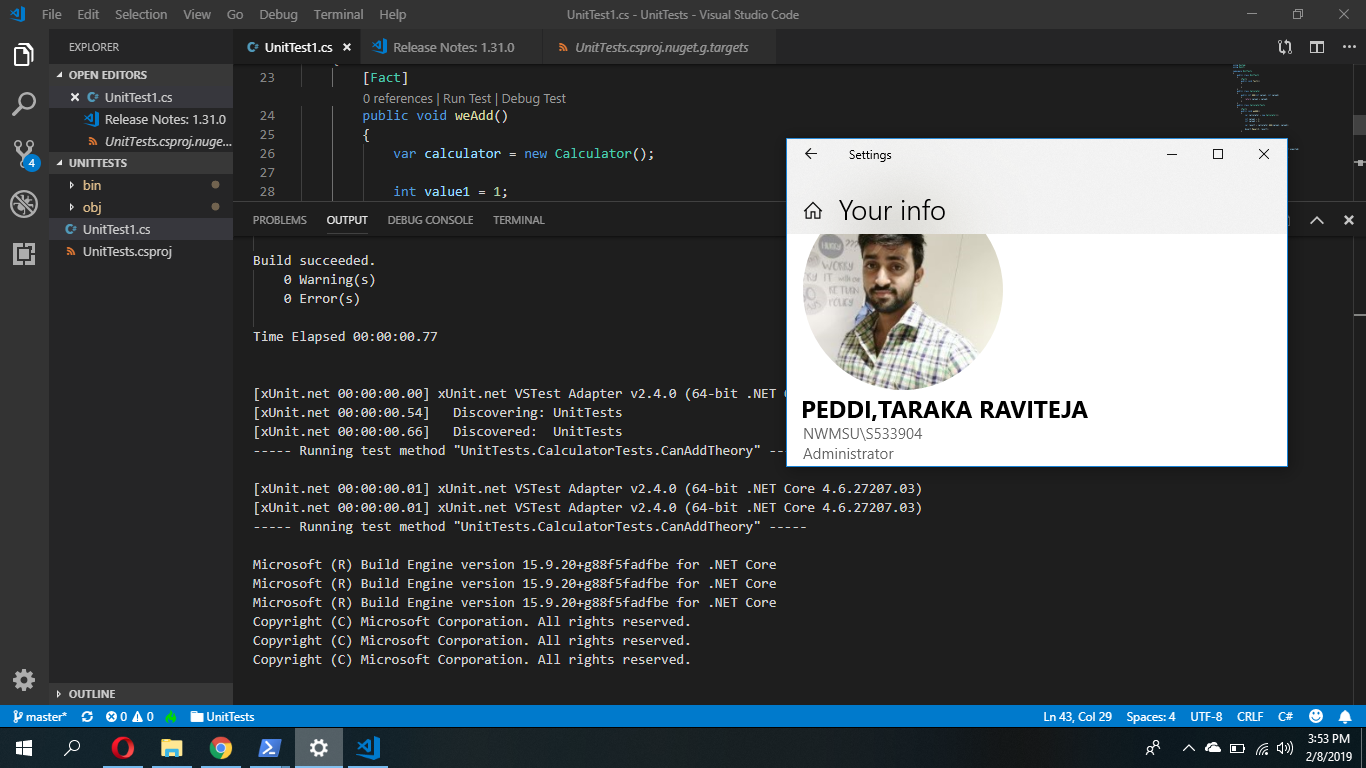 File Edit Selection View Go Debug Terminal Help
UnitTest1.cs - UnitTests - Visual Studio Code
EXPLORER
OPEN EDITORS
UnitTest1.cs
Release Notes: 1.31.0
UnitTests.csproj.nuge...
4
UNITTESTS
bin
obj
UnitTest1.cs
UnitTests.csproj
OUTLINE
UnitTest1.cs
Release Notes: 1.31.0
UnitTests.csproj.nuget.g.targets
23 [Fact]
0 references | Run Test | Debug Test
24 public void weAdd()
25 {
26 var calculator = new Calculator();
27
28 int value1 = 1;
PROBLEMS OUTPUT DEBUG CONSOLE TERMINAL
Build succeeded.
0 Warning(s)
0 Error(s)
Time Elapsed 00:00:00.77
[xUnit.net 00:00:00.00] xUnit.net VSTest Adapter v2.4.0 (64-bit .NET
[xUnit.net 00:00:00.54] Discovering: UnitTests
[xUnit.net 00:00:00.66] Discovered: UnitTests
----- Running test method "UnitTests.CalculatorTests.CanAddTheory" --
[xUnit.net 00:00:00.01] xUnit.net VSTest Adapter v2.4.0 (64-bit .NET Core 4.6.27207.03)
[xUnit.net 00:00:00.01] xUnit.net VSTest Adapter v2.4.0 (64-bit .NET Core 4.6.27207.03)
----- Running test method "UnitTests.CalculatorTests.CanAddTheory" -----
Microsoft (R) Build Engine version 15.9.20+g88f5fadfbe for .NET Core
Microsoft (R) Build Engine version 15.9.20+g88f5fadfbe for .NET Core
Microsoft (R) Build Engine version 15.9.20+g88f5fadfbe for .NET Core
Copyright (C) Microsoft Corporation. All rights reserved.
Copyright (C) Microsoft Corporation. All rights reserved.
Copyright (C) Microsoft Corporation. All rights reserved.
Settings
Your info
WORRY
IT
RETURN
POLICY
PEDDI,TARAKA RAVITEJA
NWMSU\S533904
Administrator
master* 0 0 UnitTests
Ln 43, Col 29 Spaces: 4 UTF-8 CRLF C#
3:53 PM
2/8/2019